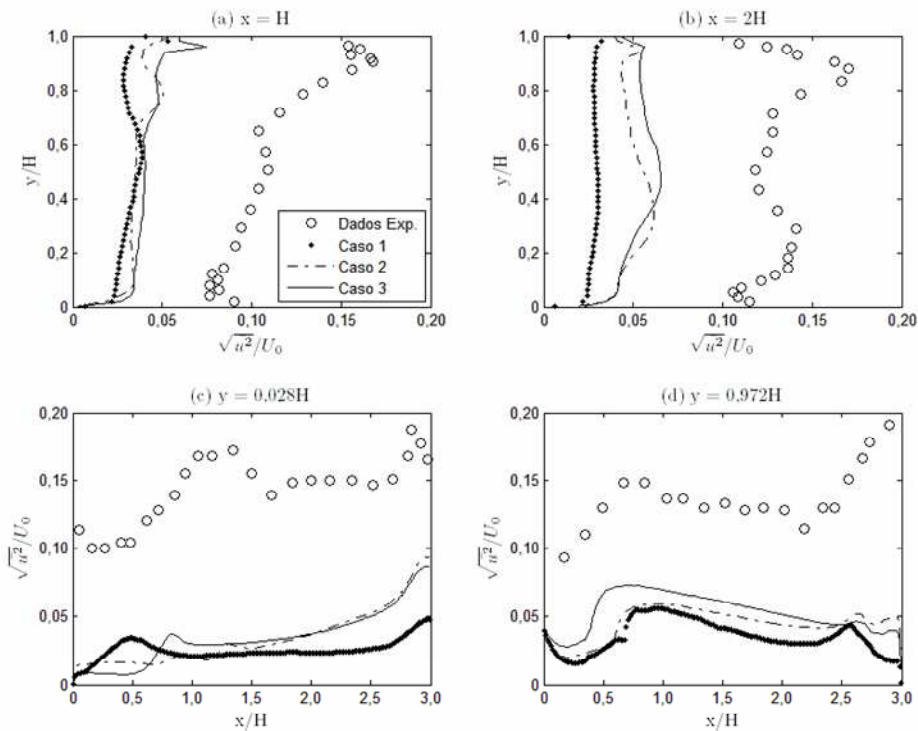 (a) x = H
y/H
1,0
0,8
0,6
0,4
0,2
0
0
0,05
0,10
0,15
0,20
√u²/U₀
Dados Exp.
Caso 1
Caso 2
Caso 3
(b) x = 2H
y/H
1,0
0,8
0,6
0,4
0,2
0
0
0,05
0,10
0,15
0,20
√u²/U₀
(c) y = 0,028H
√u²/U₀
0,20
0,15
0,10
0,05
0
0,0
0,5
1,0
1,5
2,0
2,5
3,0
x/H
(d) y = 0,972H
√u²/U₀
0,20
0,15
0,10
0,05
0
0,0
0,5
1,0
1,5
2,0
2,5
3,0
x/H